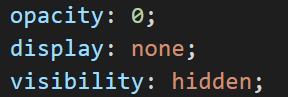 opacity: 0;
display: none;
visibility: hidden;